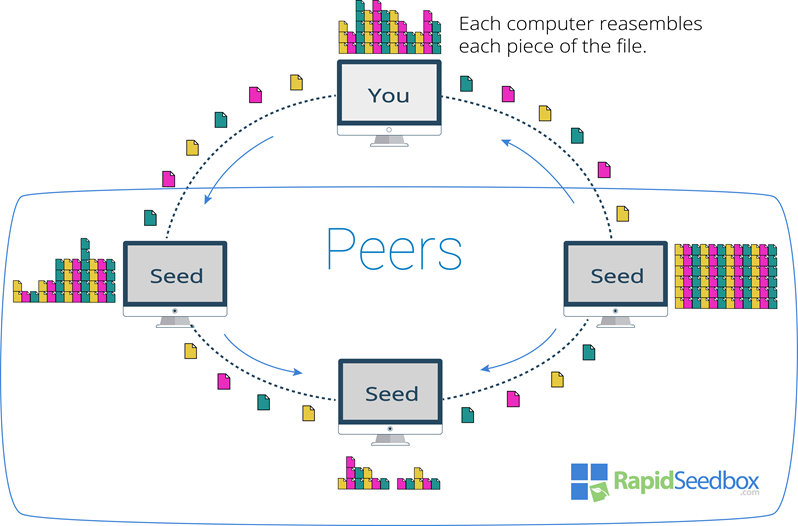 Each computer reasembles
each piece of the file.
You
Peers
Seed
Seed
Seed
RapidSeedbox
.com